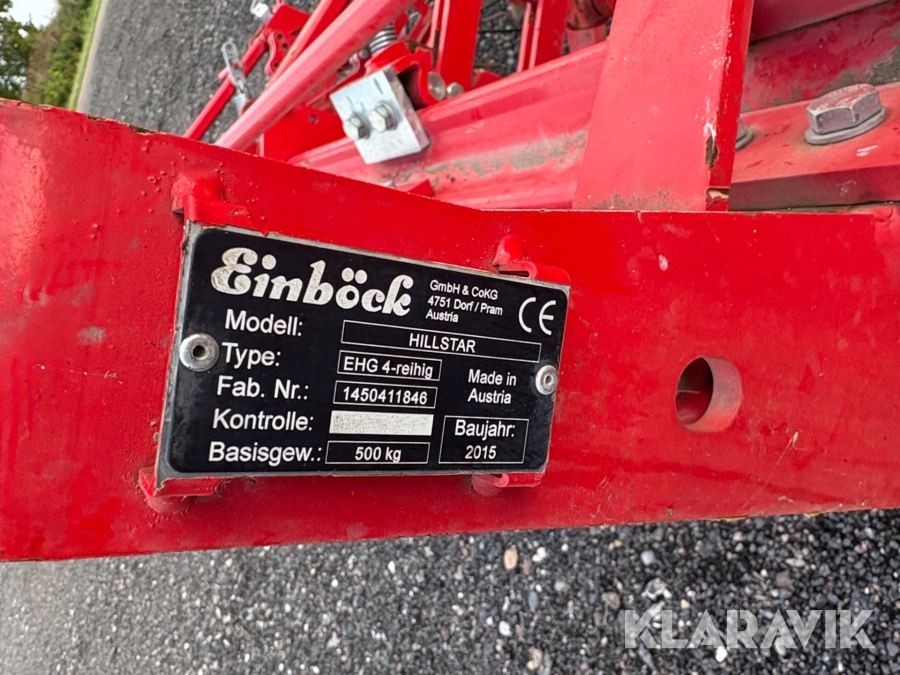 Einböck
GmbH & CoKG
4751 Dorf / Pram
Austria
CE
Modell: HILLSTAR
Type: EHG 4-reihig
Fab. Nr.: 1450411846
Made in
Austria
Kontrolle:
Basisgew.: 500 kg
Baujahr:
2015
KLARAVIK